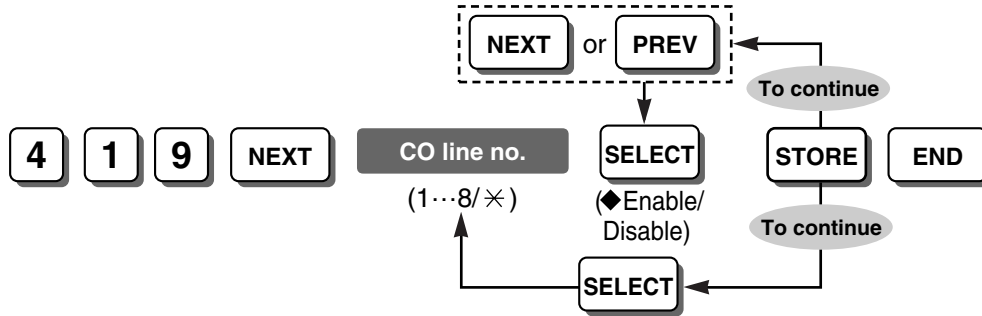 NEXT or PREV
To continue
4 1 9 NEXT CO line no. SELECT STORE END
(1···8/✳) (◆Enable/
Disable)
To continue
SELECT